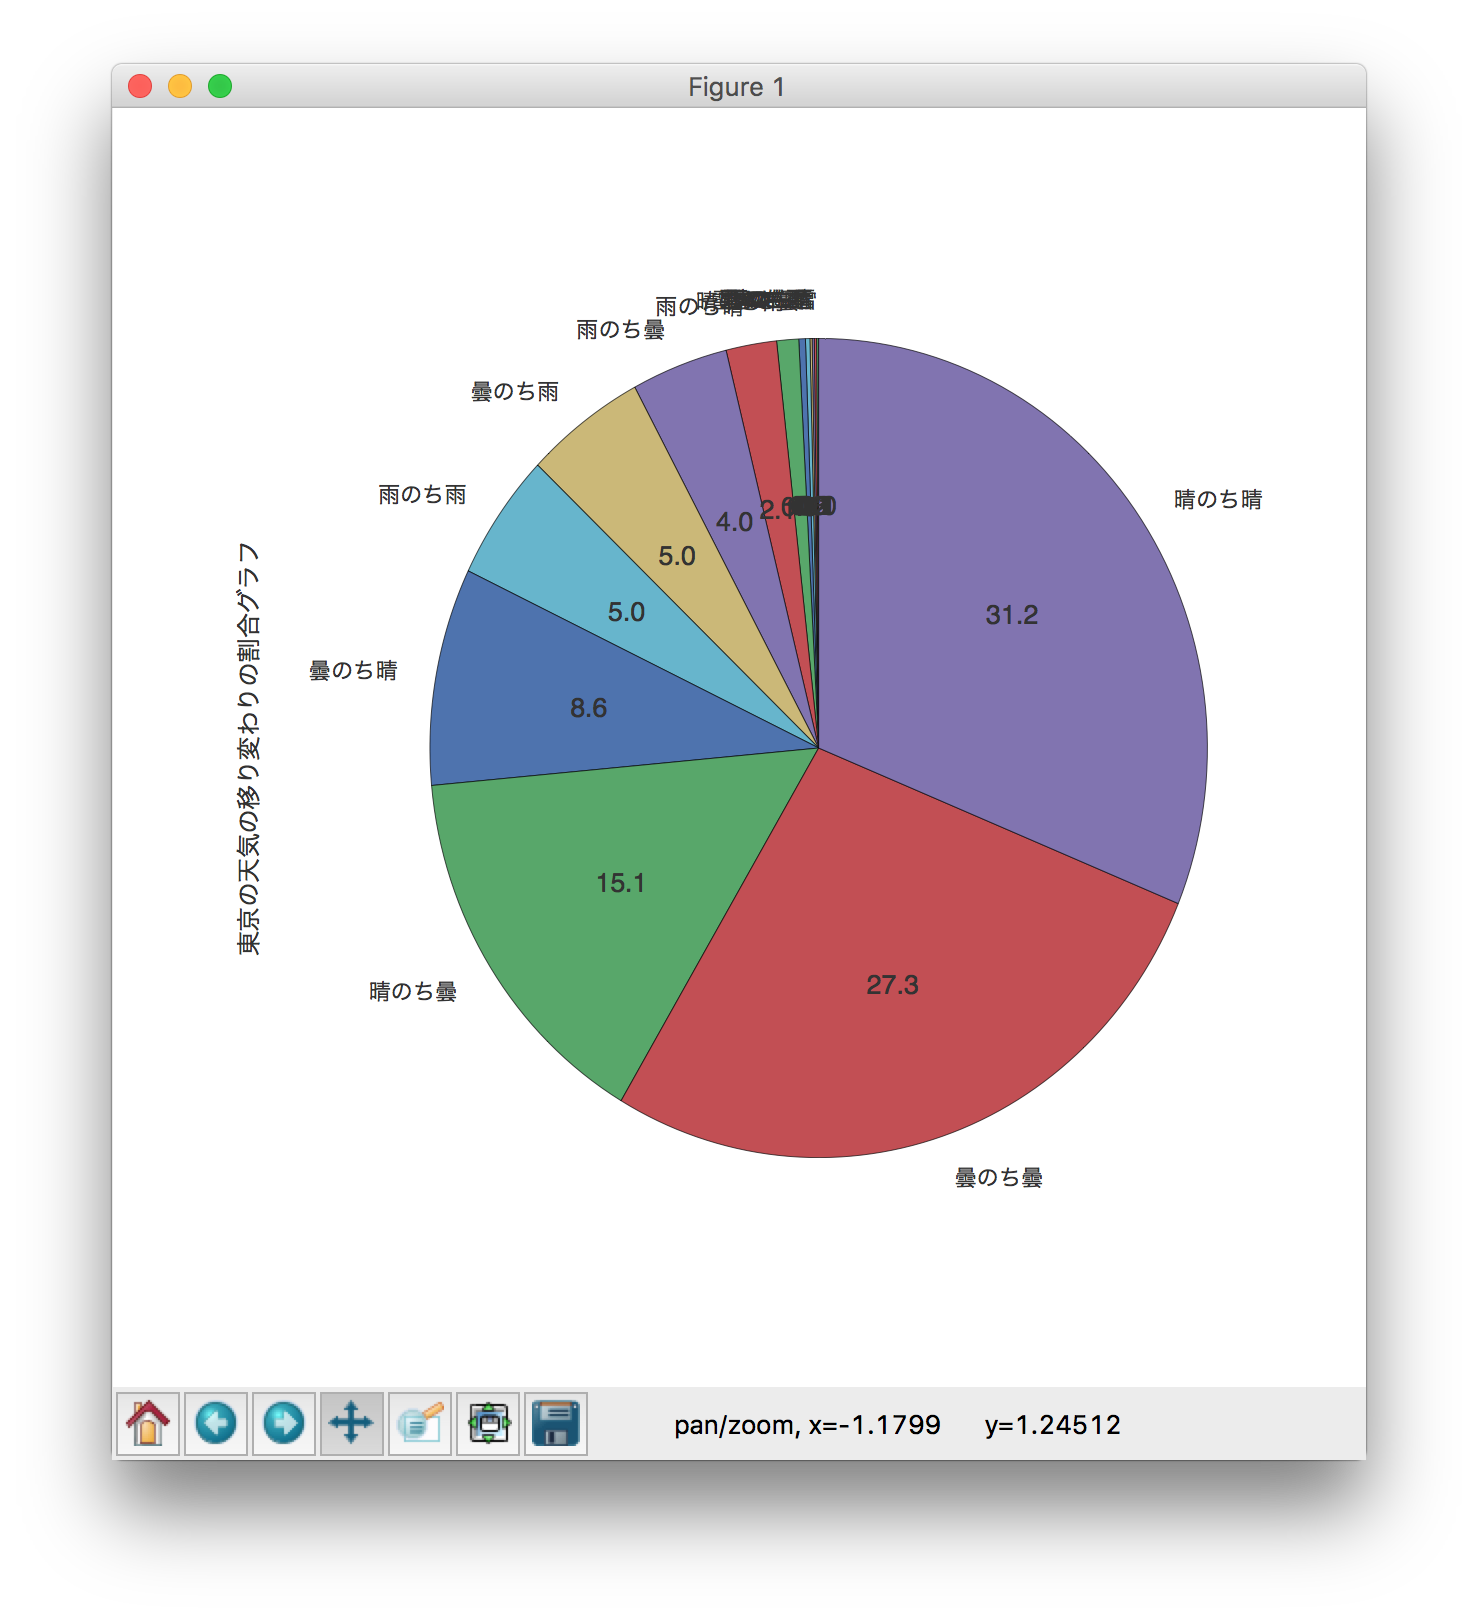 Figure 1
雨のち晴
雨のち曇
曇のち雨
雨のち雨
晴のち晴
4.0
5.0
5.0
31.2
曇のち晴
8.6
東京の天気の移り変わりの割合グラフ
15.1
27.3
晴のち曇
曇のち曇
pan/zoom, x=-1.1799 y=1.24512